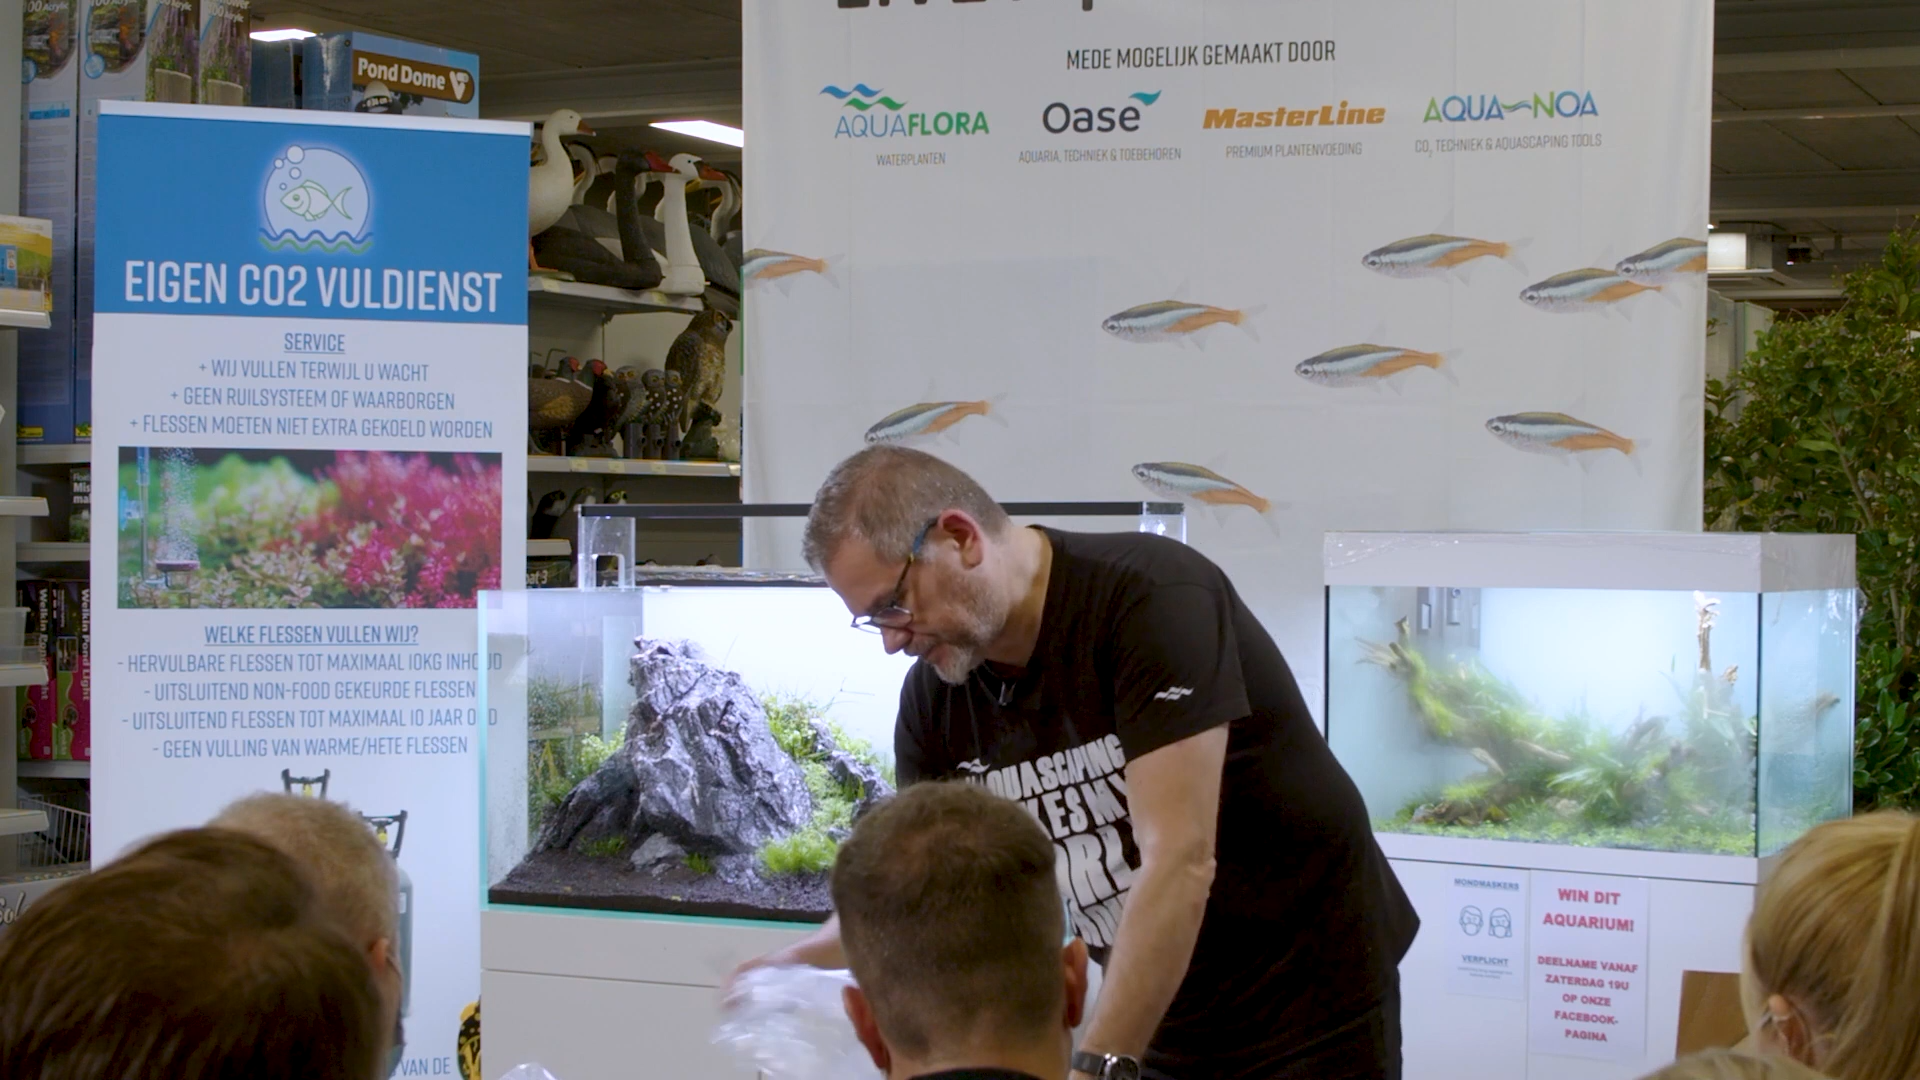 Pond Dome
EIGEN CO2 VULDIENST
SERVICE
+ WIJ VULLEN TERWIJL U WACHT
+ GEEN RUILSYSTEEM OF WAARBORGEN
+ FLESSEN MOETEN NIET EXTRA GEKOELD WORDEN
WELKE FLESSEN VULLEN WIJ?
- HERVULBARE FLESSEN TOT MAXIMAAL 10KG INHOUD
- UITSLUITEND NON-FOOD GEKEURDE FLESSEN
- UITSLUITEND FLESSEN TOT MAXIMAAL 10 JAAR OUD
- GEEN VULLING VAN WARME/HETE FLESSEN
VAN DE
MEDE MOGELIJK GEMAAKT DOOR
AQUAFLORA
WATERPLANTEN
Oase
AQUARIA, TECHNIEK & TOEBEHOREN
MasterLine
PREMIUM PLANTENVOEDING
AQUA NOA
CO2 TECHNIEK & AQUASCAPING TOOLS
AQUASCAPING
MY
MONDMASKERS
VERPLICHT
WIN DIT
AQUARIUM!
DEELNAME VANAF
ZATERDAG 19U
OP ONZE
FACEBOOK-
PAGINA